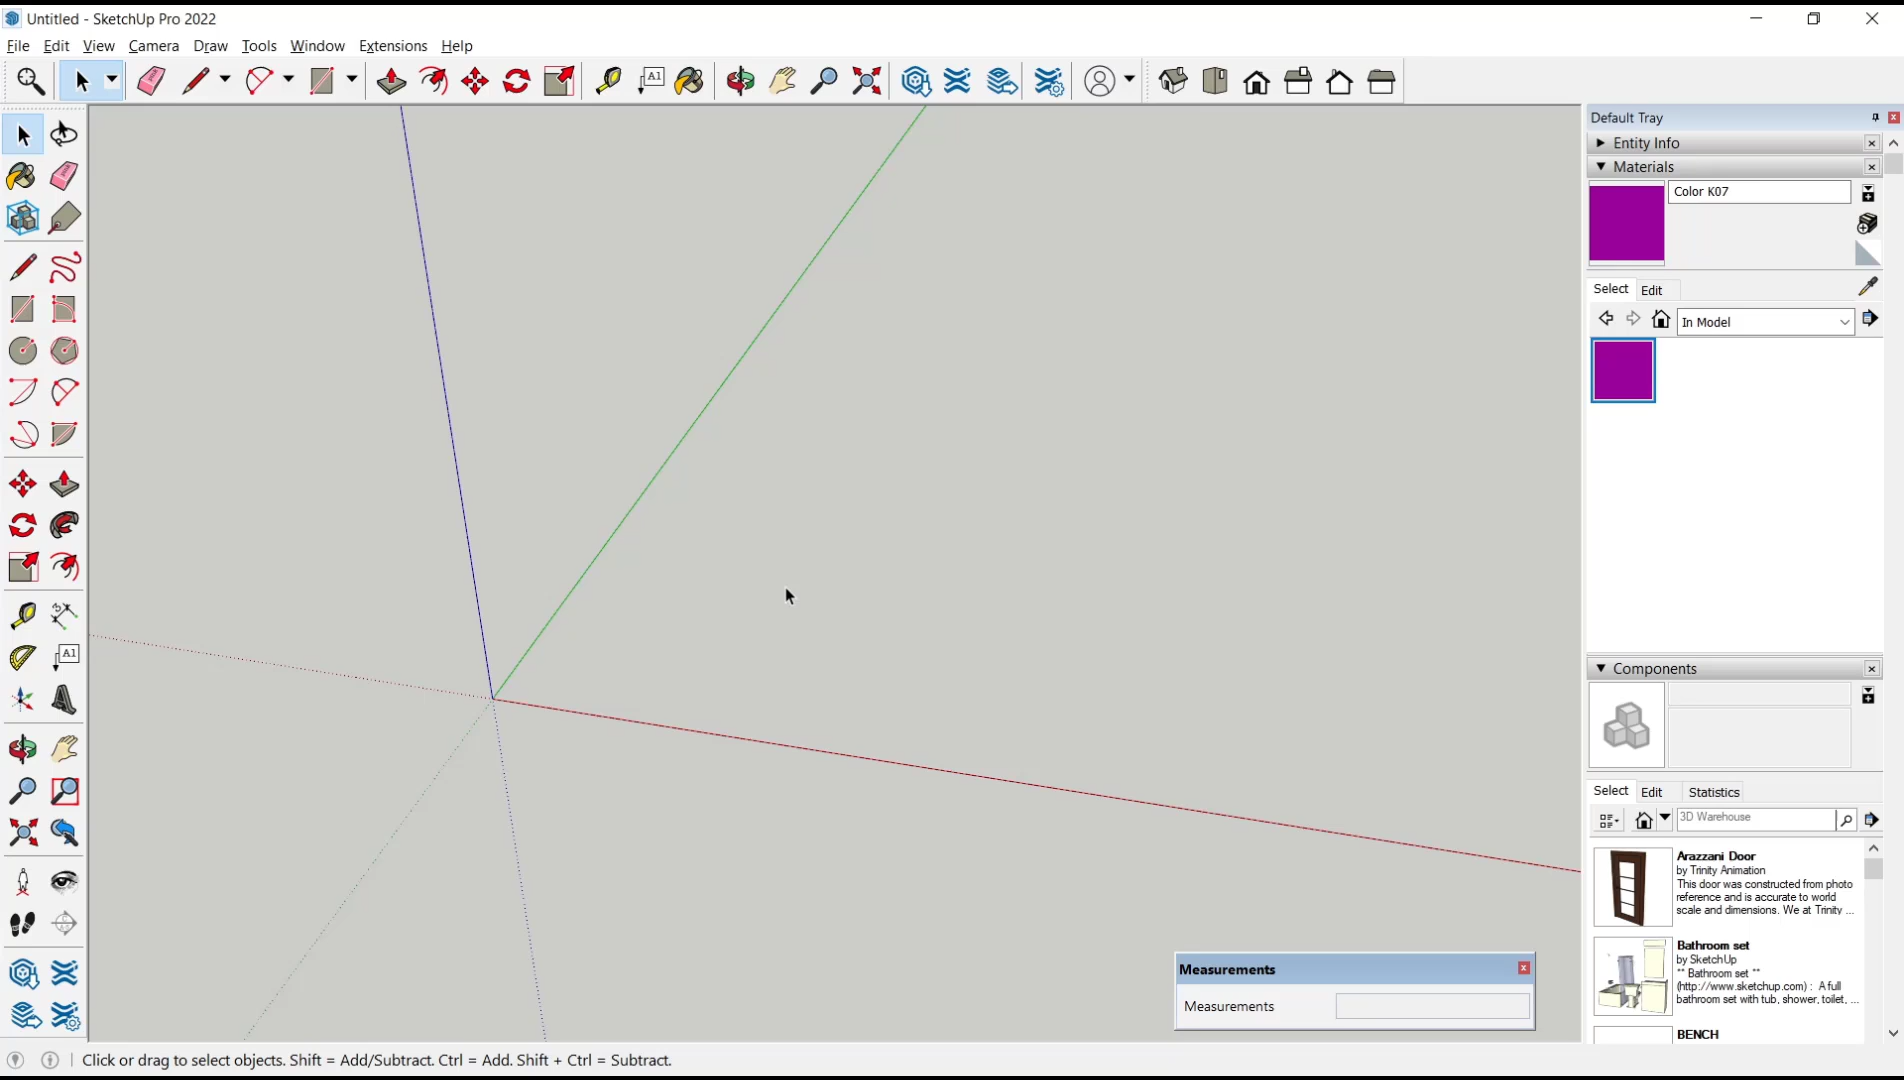 Untitled - SketchUp Pro 2022
File Edit View Camera Draw Tools Window Extensions Help
A1
Default Tray
Entity Info
Materials
Color K07
Select Edit
In Model
A1
Components
Select Edit Statistics
3D Warehouse
Arazzani Door
by Trinity Animation
This door was constructed from photo
reference and is accurate to world
scale and dimensions. We at Trinity ...
Bathroom set
by SketchUp
** Bathroom set **
(http://www.sketchup.com) : A full
bathroom set with tub, shower, toilet, ...
BENCH
Measurements
Measurements
Click or drag to select objects. Shift = Add/Subtract. Ctrl = Add. Shift + Ctrl = Subtract.